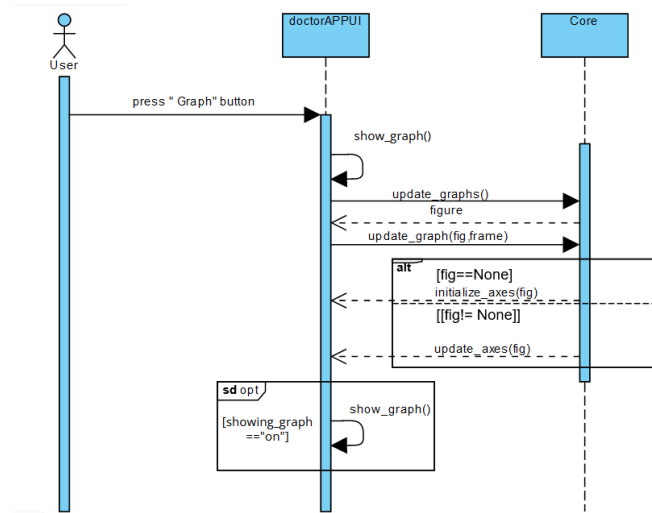 doctorAPPUI
Core
User
press " Graph" button
show_graph()
update_graphs()
figure
update_graph(fig,frame)
alt
[fig==None]
initialize_axes(fig)
[[fig!= None]]
update_axes(fig)
sd opt
[showing_graph
=="on"]
show_graph()